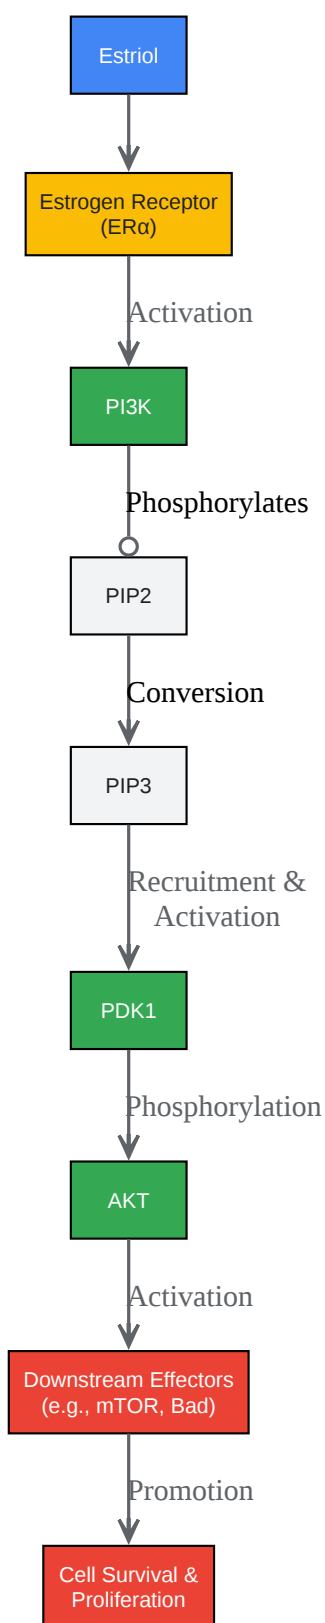 Estriol
Estrogen Receptor
(ERα)
Activation
PI3K
Phosphorylates
PIP2
Conversion
PIP3
Recruitment &
Activation
PDK1
Phosphorylation
AKT
Activation
Downstream Effectors
(e.g., mTOR, Bad)
Promotion
Cell Survival &
Proliferation